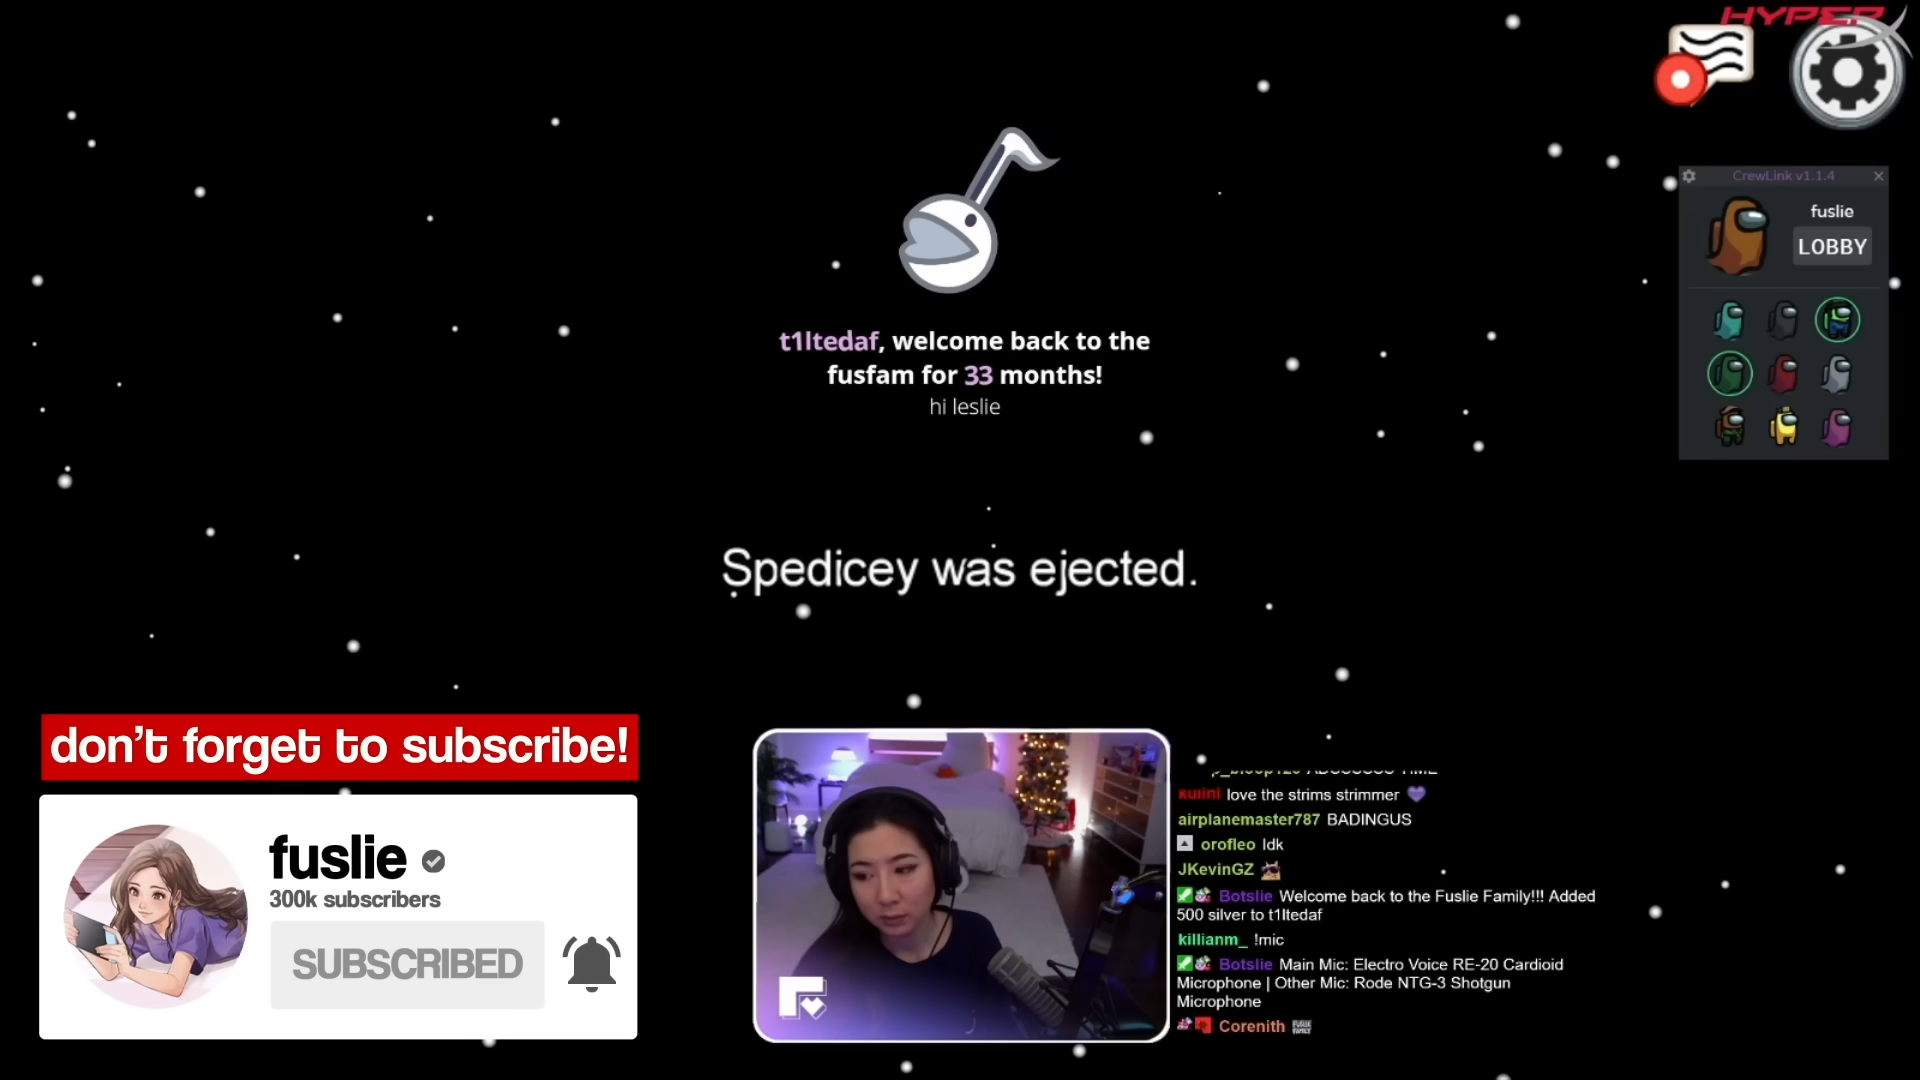 HYPER
CrewLink v1.1.4
fuslie
LOBBY
t1ltedaf, welcome back to the
fusfam for 33 months!
hi leslie
Spedicey was ejected.
don't forget to subscribe!
fuslie
300k subscribers
SUBSCRIBED
love the strims strimmer
airplanemaster787 BADINGUS
orofleo Idk
JKevinGZ
Botslie Welcome back to the Fuslie Family!!! Added
500 silver to t1ltedaf
killianm_ !mic
Botslie Main Mic: Electro Voice RE-20 Cardioid
Microphone | Other Mic: Rode NTG-3 Shotgun
Microphone
Corenith